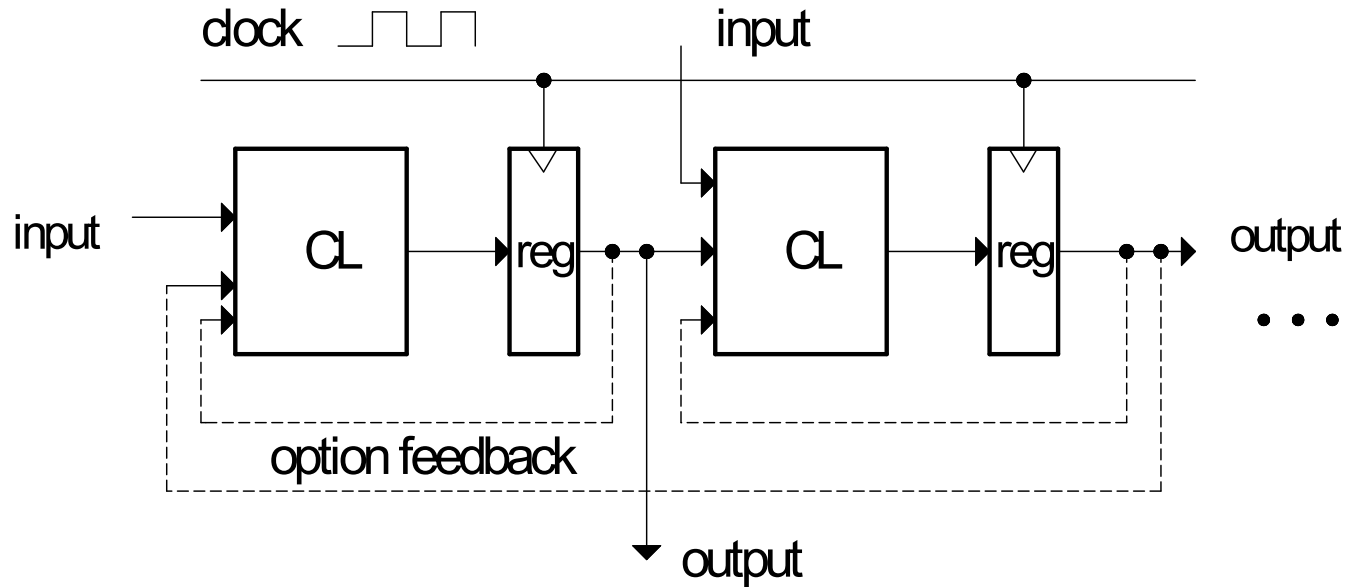 clock
input
input
CL
reg
CL
reg
output
option feedback
output